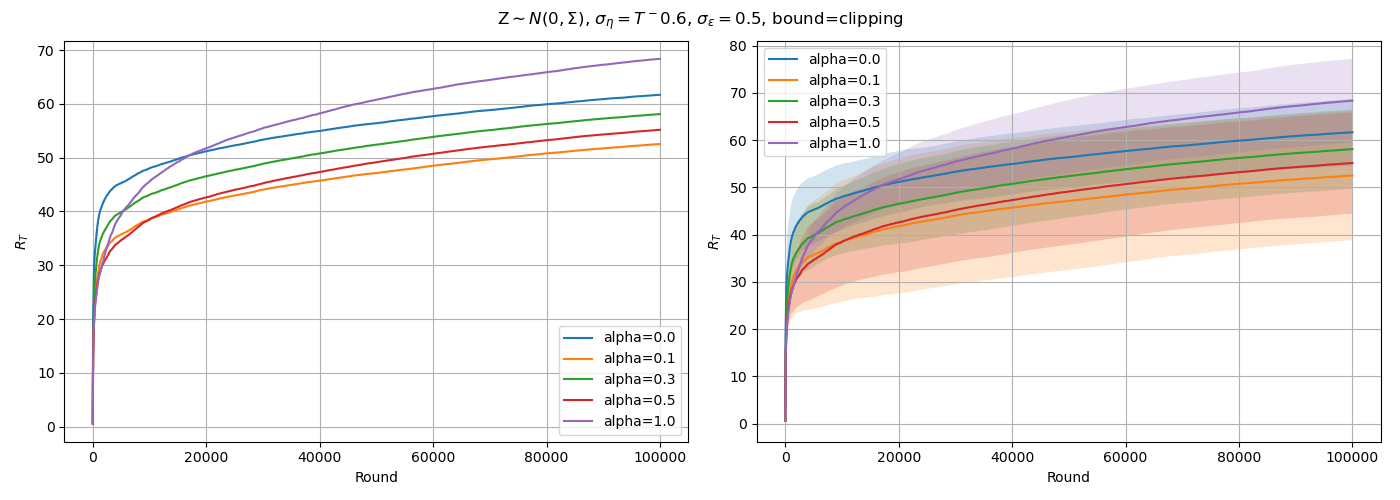 Z ~ N(0, Σ), σ_η = T⁻0.6, σ_ε = 0.5, bound=clipping
70
60
50
40
30
20
10
0
R_T
0 20000 40000 60000 80000 100000
Round
alpha=0.0
alpha=0.1
alpha=0.3
alpha=0.5
alpha=1.0
80
70
60
50
40
30
20
10
0
R_T
0 20000 40000 60000 80000 100000
Round
alpha=0.0
alpha=0.1
alpha=0.3
alpha=0.5
alpha=1.0